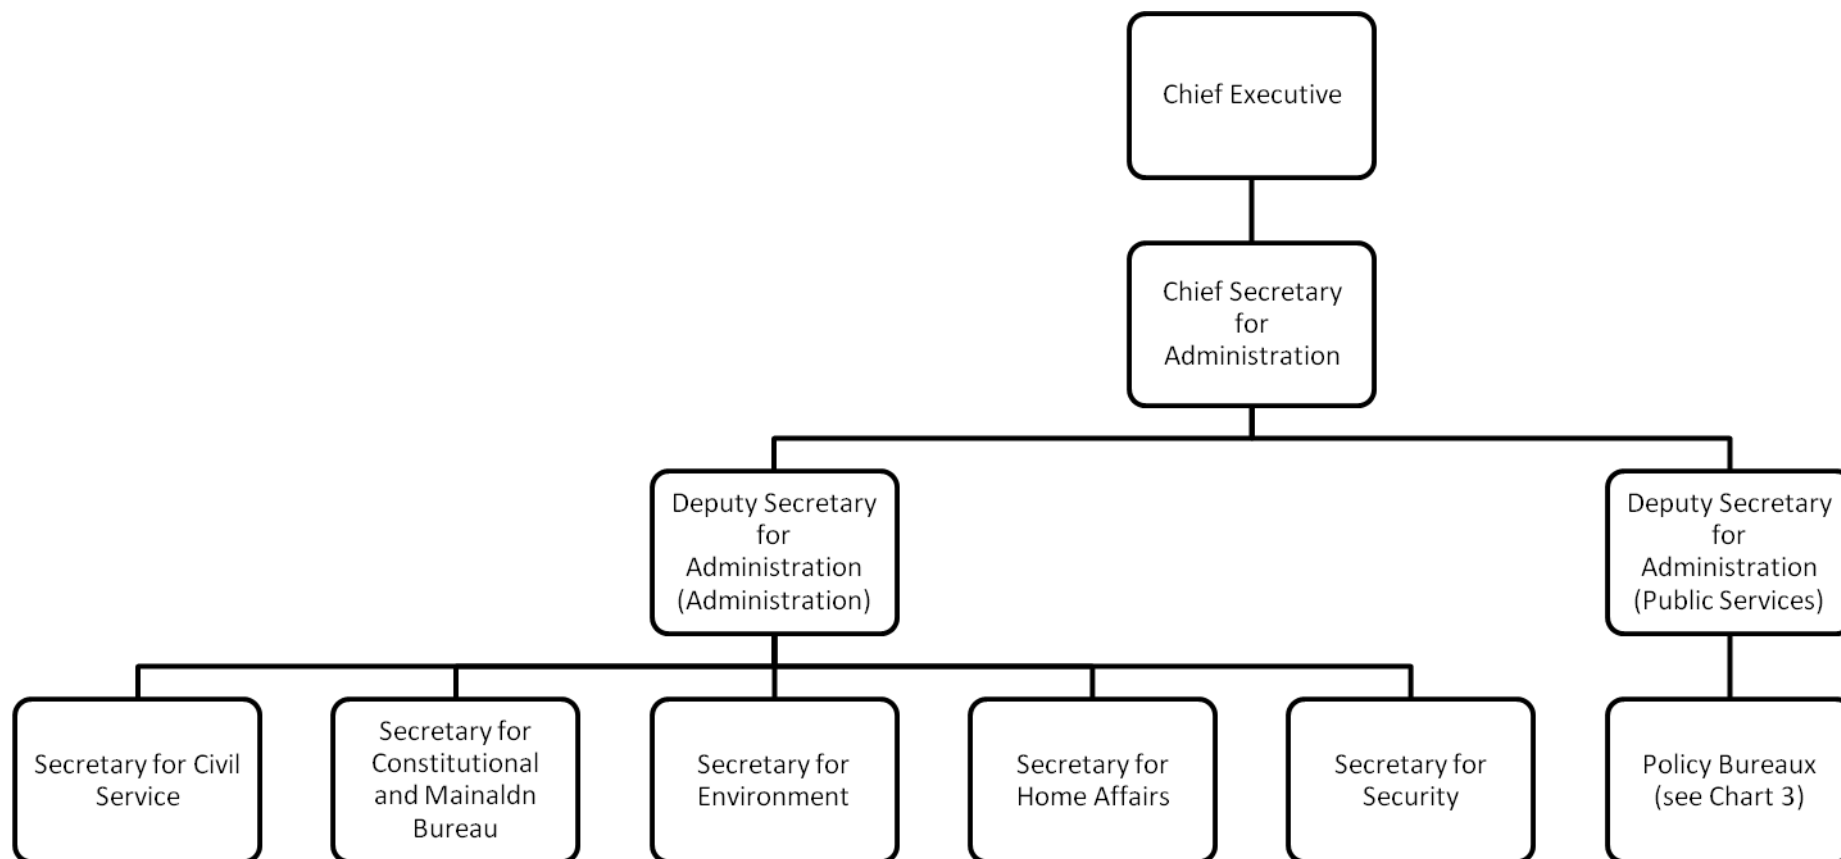 Chief Executive
Chief Secretary
for
Administration
Deputy Secretary
for
Administration
(Administration)
Deputy Secretary
for
Administration
(Public Services)
Secretary for Civil
Service
Secretary for
Constitutional
and Mainaldn
Bureau
Secretary for
Environment
Secretary for
Home Affairs
Secretary for
Security
Policy Bureaux
(see Chart 3)